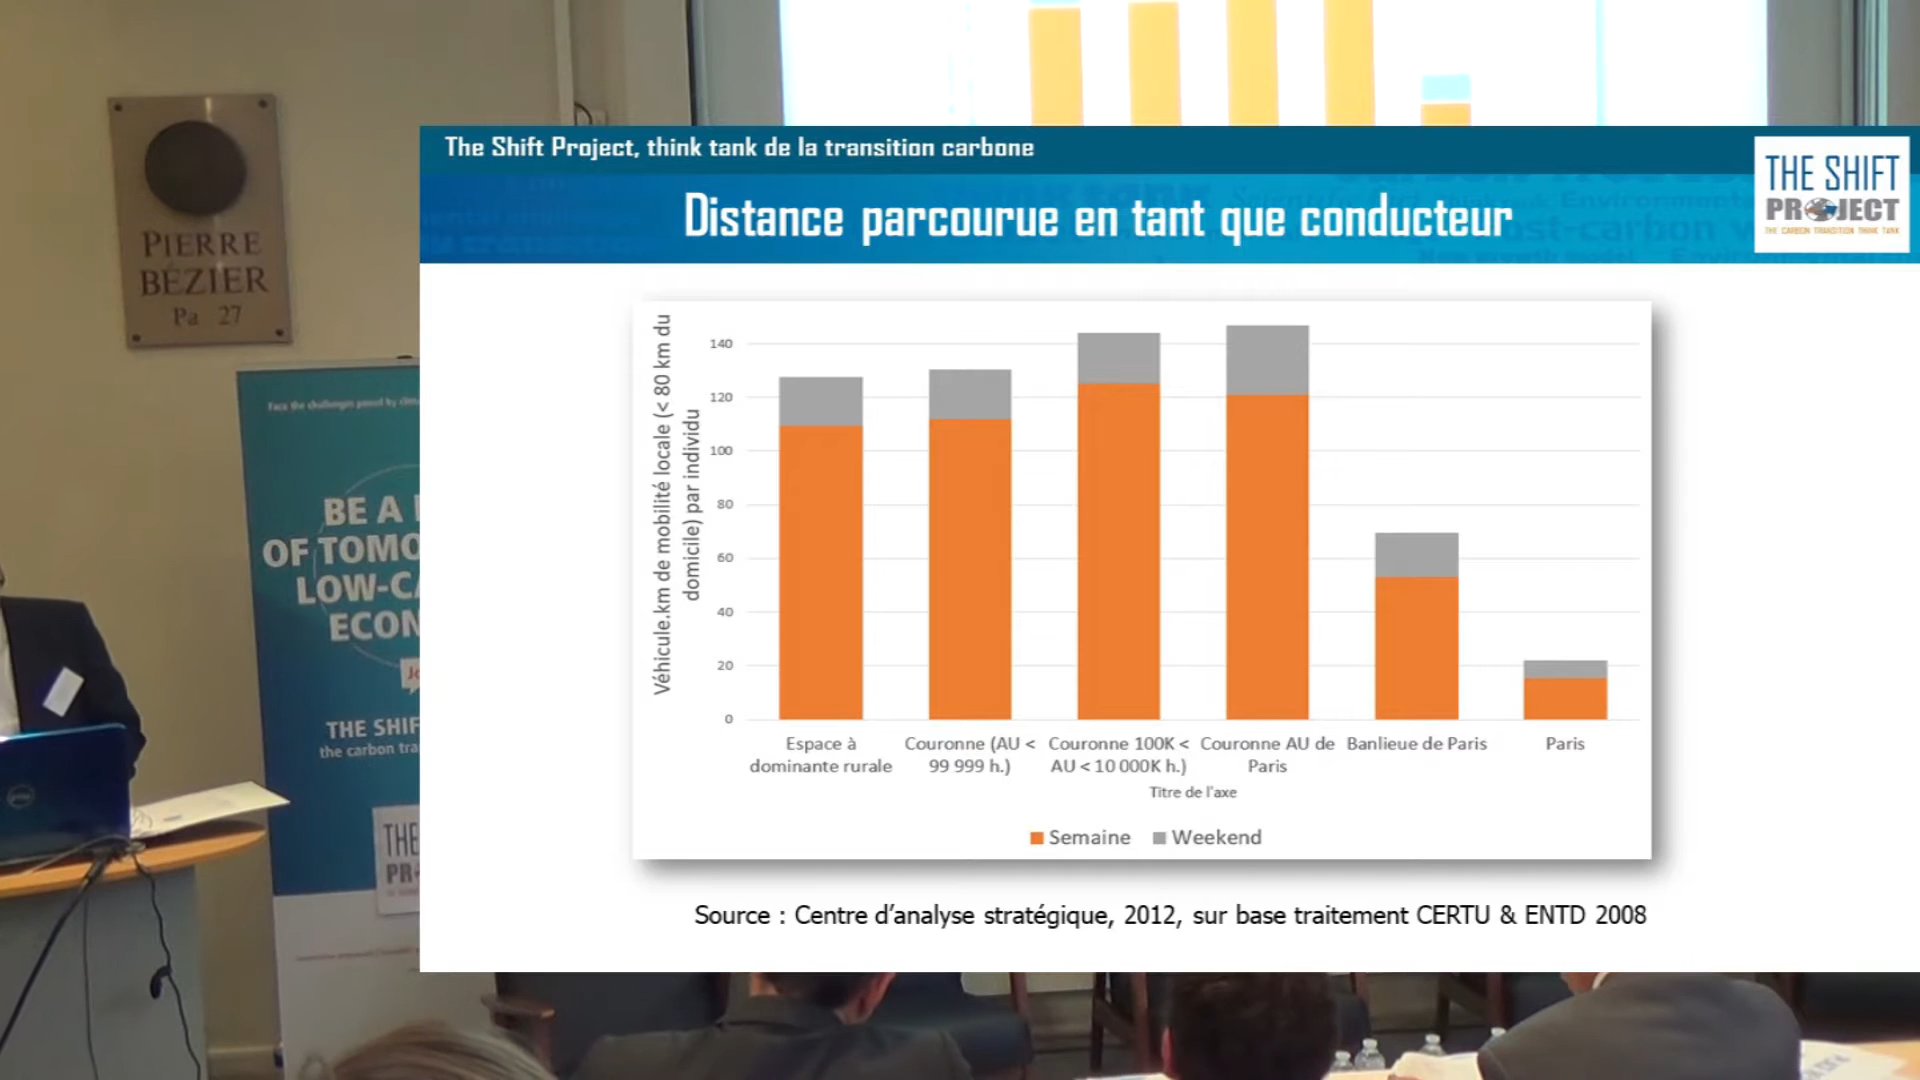 PIERRE
BÉZIER
Pa 27
BE A
OF TOMO
LOW-CA
ECON
THE SHIF
the carbon tra
THE
PR
The Shift Project, think tank de la transition carbone
Distance parcourue en tant que conducteur
THE SHIFT
PROJECT
THE CARBON TRANSITION THINK TANK
Véhicule.km de mobilité locale (< 80 km du
domicile) par individu
140
120
100
80
60
40
20
0
Espace à
dominante rurale
Couronne (AU <
99 999 h.)
Couronne 100K <
AU < 10 000K h.)
Couronne AU de
Paris
Banlieue de Paris
Paris
Titre de l'axe
Semaine
Weekend
Source : Centre d'analyse stratégique, 2012, sur base traitement CERTU & ENTD 2008